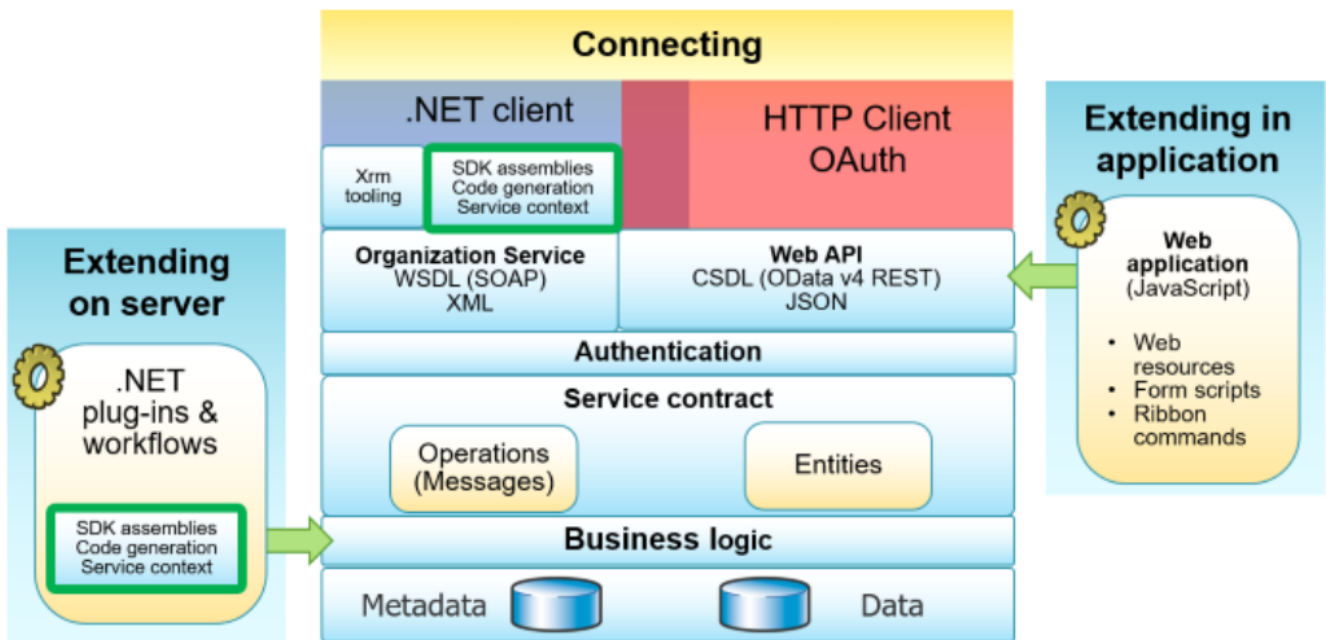 Connecting
.NET client
HTTP Client
OAuth
Xrm
tooling
SDK assemblies
Code generation
Service context
Organization Service
WSDL (SOAP)
XML
Web API
CSDL (OData v4 REST)
JSON
Authentication
Service contract
Operations
(Messages)
Entities
Business logic
Metadata
Data
Extending
on server
.NET
plug-ins &
workflows
SDK assemblies
Code generation
Service context
Extending in
application
Web
application
(JavaScript)
• Web
resources
• Form scripts
• Ribbon
commands